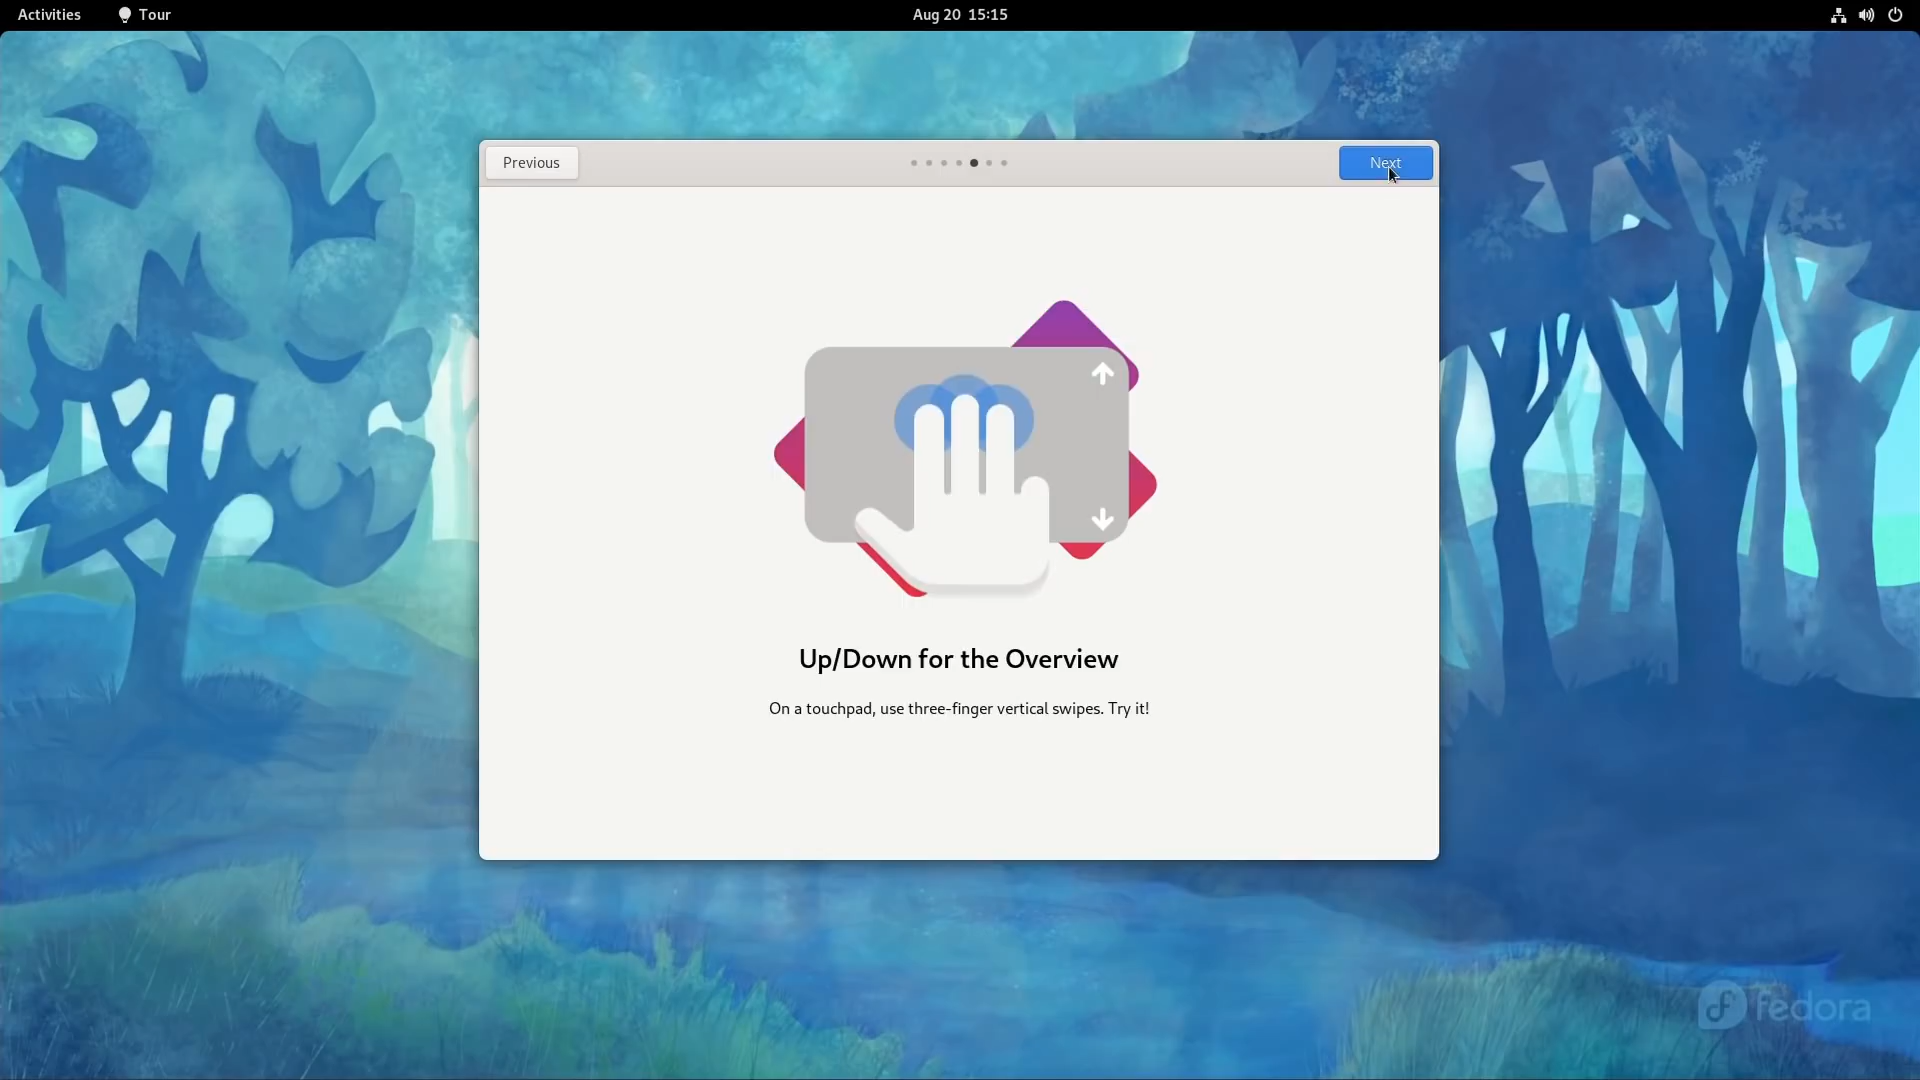 Activities Tour Aug 20 15:15
Previous Next
Up/Down for the Overview
On a touchpad, use three-finger vertical swipes. Try it!
fedora